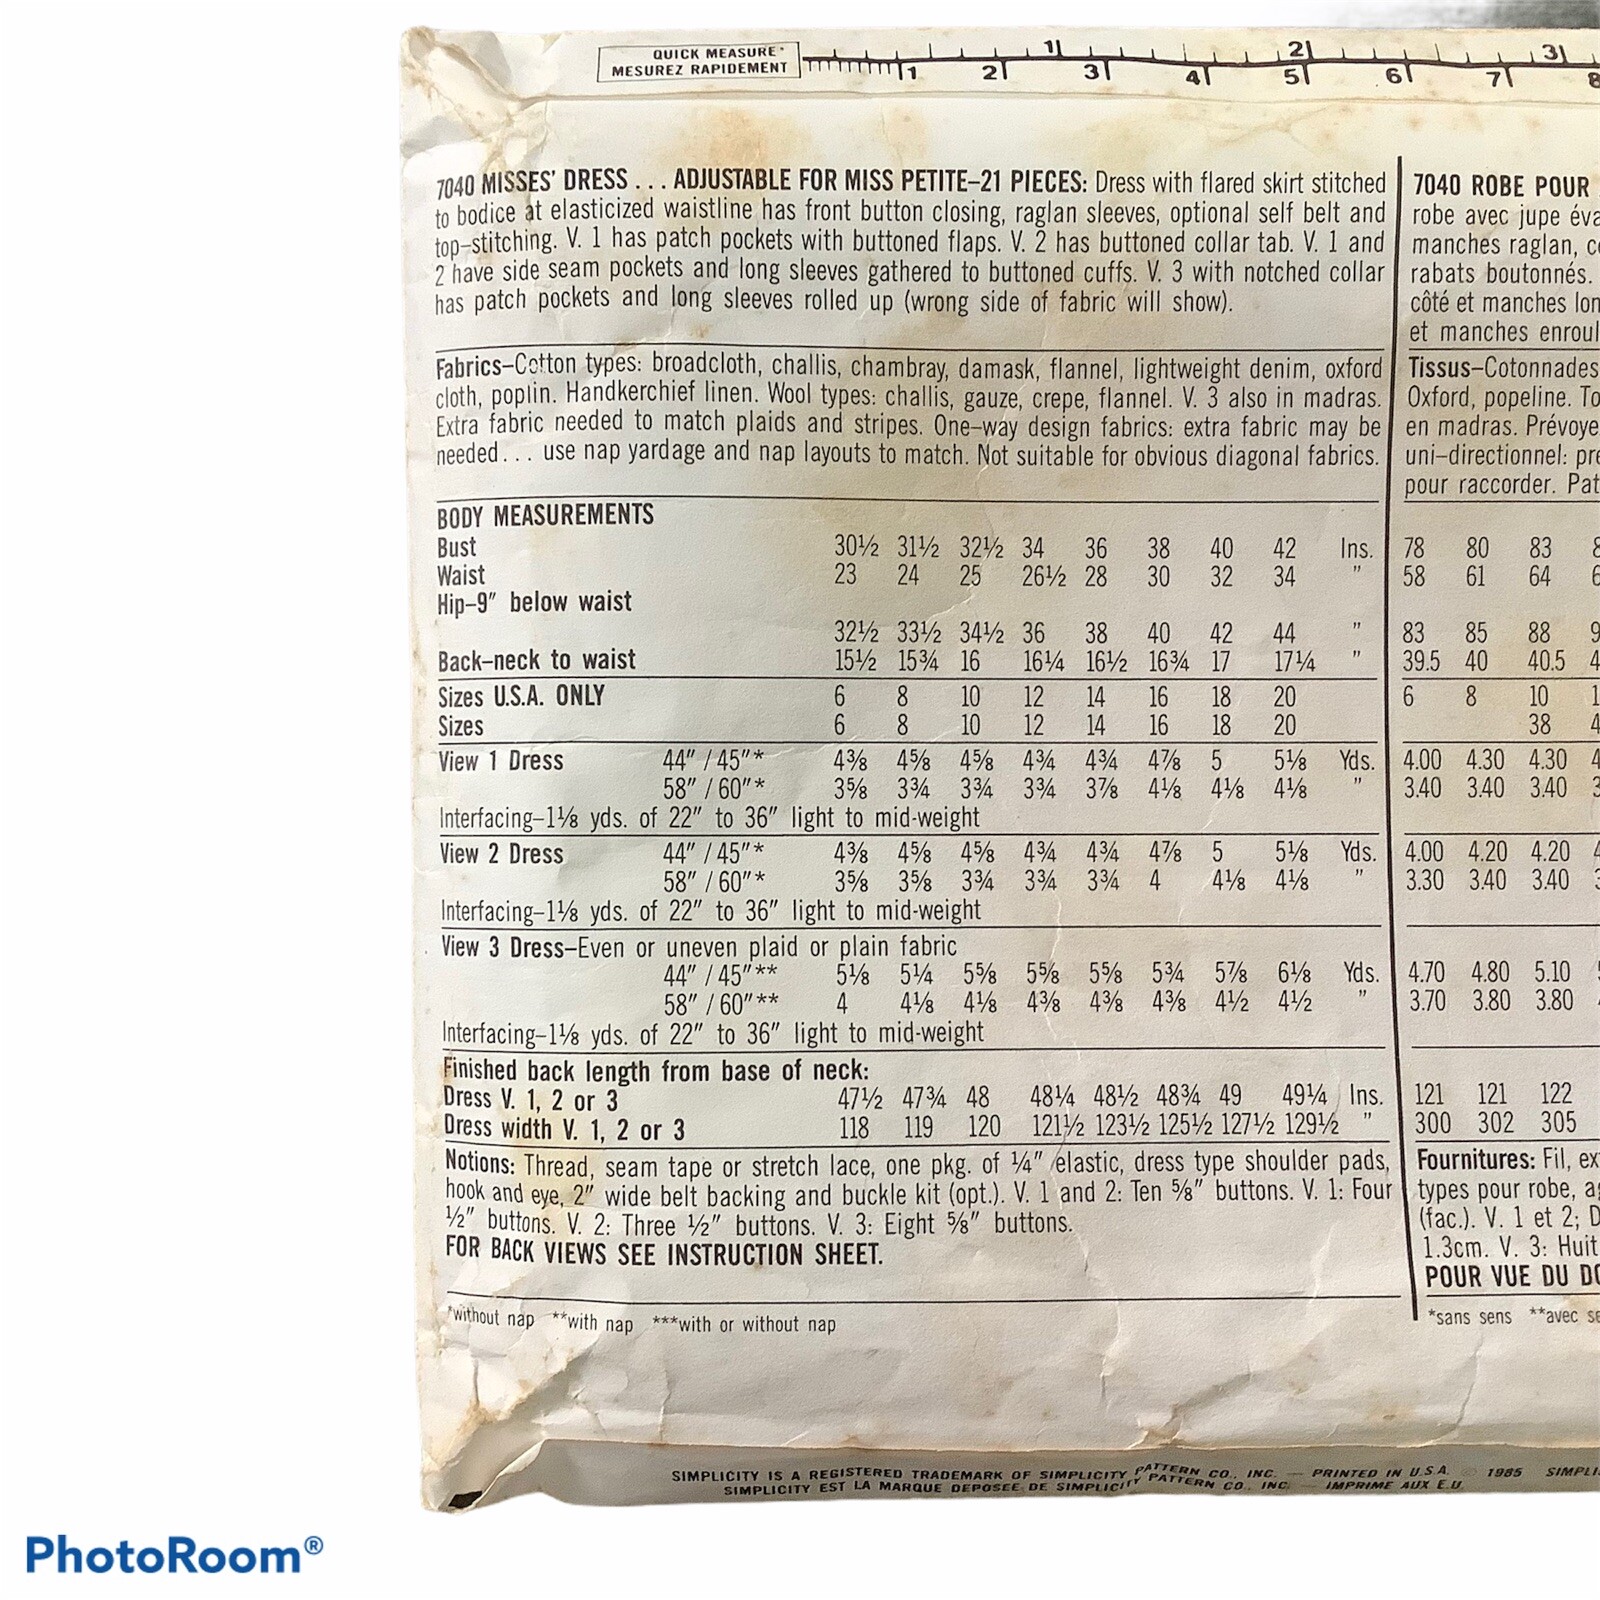 QUICK MEASURE*
MESUREZ RAPIDEMENT
1 2 3
1 2 3 4 5 6 7 8
7040 MISSES' DRESS . . . ADJUSTABLE FOR MISS PETITE–21 PIECES: Dress with flared skirt stitched
to bodice at elasticized waistline has front button closing, raglan sleeves, optional self belt and
top–stitching. V. 1 has patch pockets with buttoned flaps. V. 2 has buttoned collar tab. V. 1 and
2 have side seam pockets and long sleeves gathered to buttoned cuffs. V. 3 with notched collar
has patch pockets and long sleeves rolled up (wrong side of fabric will show).
Fabrics–Cotton types: broadcloth, challis, chambray, damask, flannel, lightweight denim, oxford
cloth, poplin. Handkerchief linen. Wool types: challis, gauze, crepe, flannel. V. 3 also in madras.
Extra fabric needed to match plaids and stripes. One–way design fabrics: extra fabric may be
needed . . . use nap yardage and nap layouts to match. Not suitable for obvious diagonal fabrics.
BODY MEASUREMENTS
Bust 30½ 31½ 32½ 34 36 38 40 42 Ins.
Waist 23 24 25 26½ 28 30 32 34 "
Hip–9" below waist
32½ 33½ 34½ 36 38 40 42 44 "
Back–neck to waist 15½ 15¾ 16 16¼ 16½ 16¾ 17 17¼ "
Sizes U.S.A. ONLY 6 8 10 12 14 16 18 20
Sizes 6 8 10 12 14 16 18 20
View 1 Dress 44" / 45"* 4⅜ 4⅝ 4⅝ 4¾ 4¾ 4⅞ 5 5⅛ Yds.
58" / 60"* 3⅝ 3¾ 3¾ 3¾ 3⅞ 4⅛ 4⅛ 4⅛ "
Interfacing–1⅛ yds. of 22" to 36" light to mid-weight
View 2 Dress 44" / 45"* 4⅜ 4⅝ 4⅝ 4¾ 4¾ 4⅞ 5 5⅛ Yds.
58" / 60"* 3⅝ 3⅝ 3¾ 3¾ 3¾ 4 4⅛ 4⅛ "
Interfacing–1⅛ yds. of 22" to 36" light to mid-weight
View 3 Dress–Even or uneven plaid or plain fabric
44" / 45"** 5⅛ 5¼ 5⅝ 5⅝ 5⅝ 5¾ 5⅞ 6⅛ Yds.
58" / 60"** 4 4⅛ 4⅛ 4⅜ 4⅜ 4⅜ 4½ 4½ "
Interfacing–1⅛ yds. of 22" to 36" light to mid-weight
Finished back length from base of neck:
Dress V. 1, 2 or 3 47½ 47¾ 48 48¼ 48½ 48¾ 49 49¼ Ins.
Dress width V. 1, 2 or 3 118 119 120 121½ 123½ 125½ 127½ 129½ "
Notions: Thread, seam tape or stretch lace, one pkg. of ¼" elastic, dress type shoulder pads,
hook and eye, 2" wide belt backing and buckle kit (opt.). V. 1 and 2: Ten ⅝" buttons. V. 1: Four
½" buttons. V. 2: Three ½" buttons. V. 3: Eight ⅝" buttons.
FOR BACK VIEWS SEE INSTRUCTION SHEET.
*without nap **with nap ***with or without nap
7040 ROBE POUR
robe avec jupe éva
manches raglan, c
rabats boutonnés.
côté et manches lon
et manches enroul
Tissus–Cotonnades
Oxford, popeline. To
en madras. Prévoye
uni–directionnel: pre
pour raccorder. Pat
78 80 83 8
58 61 64 6
83 85 88 9
39.5 40 40.5 4
6 8 10 1
38 4
4.00 4.30 4.30 4
3.40 3.40 3.40 3
4.00 4.20 4.20 4
3.30 3.40 3.40 3
4.70 4.80 5.10
3.70 3.80 3.80
121 121 122
300 302 305
Fournitures: Fil, ex
types pour robe, a
(fac.). V. 1 et 2; D
1.3cm. V. 3: Huit
POUR VUE DU DO
*sans sens **avec se
SIMPLICITY IS A REGISTERED TRADEMARK OF SIMPLICITY PATTERN CO., INC. — PRINTED IN U.S.A. © 1985 SIMPLI
SIMPLICITY EST LA MARQUE DEPOSEE DE SIMPLICITY PATTERN CO., INC. — IMPRIME AUX E.U.
PhotoRoom®